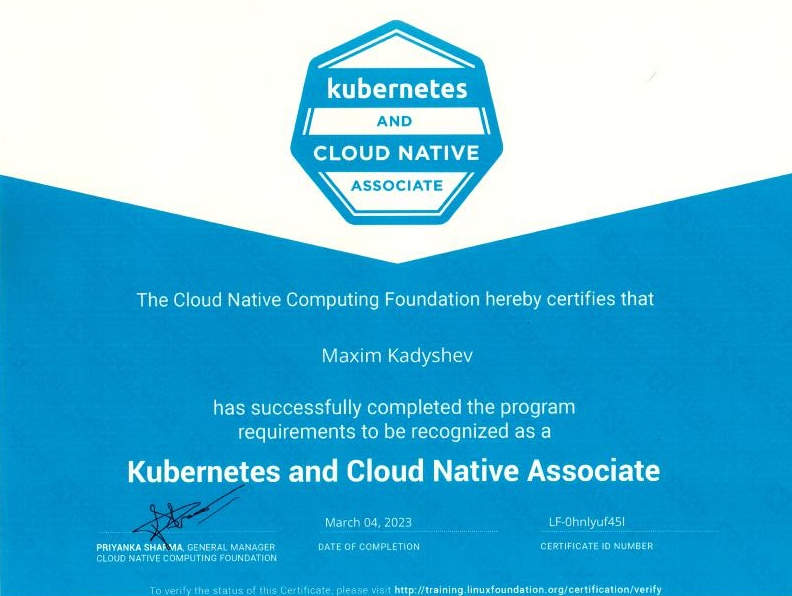 kubernetes
AND
CLOUD NATIVE
ASSOCIATE
The Cloud Native Computing Foundation hereby certifies that
Maxim Kadyshev
has successfully completed the program
requirements to be recognized as a
Kubernetes and Cloud Native Associate
March 04, 2023
LF-0hnlyuf45l
PRIYANKA SHARMA, GENERAL MANAGER
CLOUD NATIVE COMPUTING FOUNDATION
DATE OF COMPLETION
CERTIFICATE ID NUMBER
To verify the status of this Certificate, please visit http://training.linuxfoundation.org/certification/verify